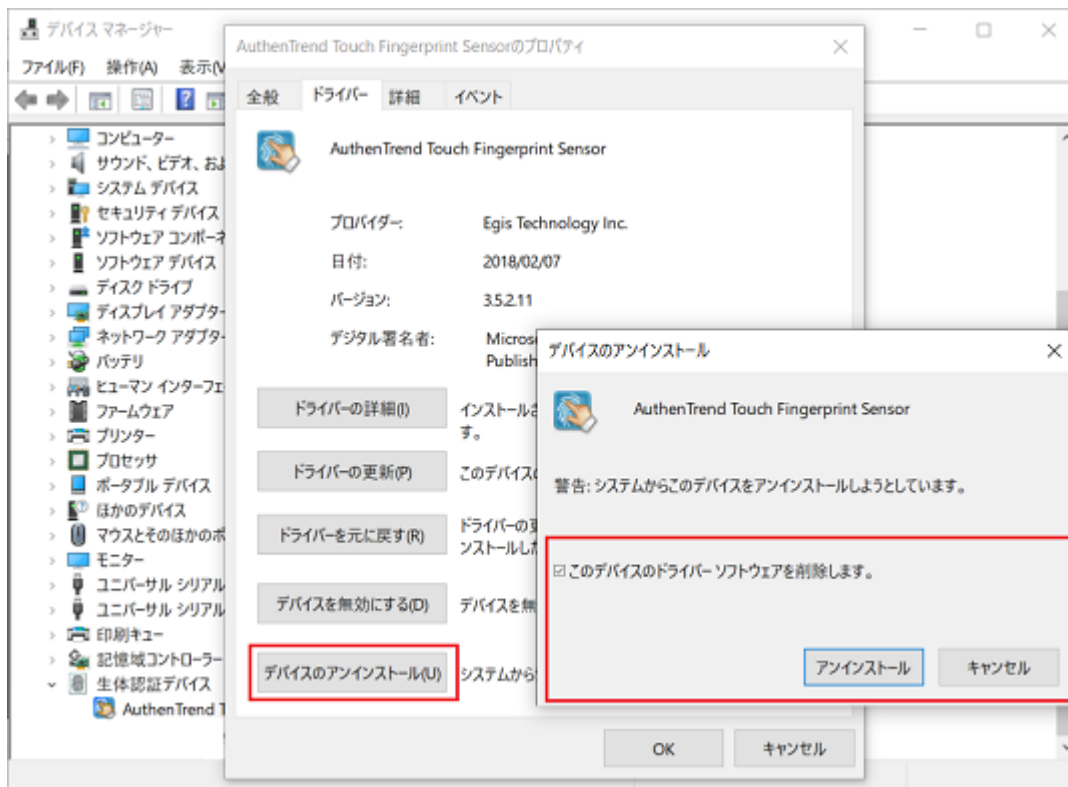 デバイス マネージャー
ファイル(F) 操作(A) 表示(V
コンピューター
サウンド、ビデオ、およ
システム デバイス
セキュリティ デバイス
ソフトウェア コンポーネ
ソフトウェア デバイス
ディスク ドライブ
ディスプレイ アダプター
ネットワーク アダプター
バッテリ
ヒューマン インターフェ
ファームウェア
プリンター
プロセッサ
ポータブル デバイス
ほかのデバイス
マウスとそのほかのポ
モニター
ユニバーサル シリアル
ユニバーサル シリアル
印刷キュー
記憶域コントローラー
生体認証デバイス
AuthenTrend T
AuthenTrend Touch Fingerprint Sensorのプロパティ
全般 ドライバー 詳細 イベント
AuthenTrend Touch Fingerprint Sensor
プロバイダー: Egis Technology Inc.
日付: 2018/02/07
バージョン: 3.5.2.11
デジタル署名者: Micros
Publish
ドライバーの詳細(I) インストールさ
す。
ドライバーの更新(P) このデバイスの
ドライバーを元に戻す(R) ドライバーの更
ンストールした
デバイスを無効にする(D) デバイスを無
デバイスのアンインストール(U) システムから
OK キャンセル
デバイスのアンインストール
AuthenTrend Touch Fingerprint Sensor
警告: システムからこのデバイスをアンインストールしようとしています。
このデバイスのドライバー ソフトウェアを削除します。
アンインストール キャンセル